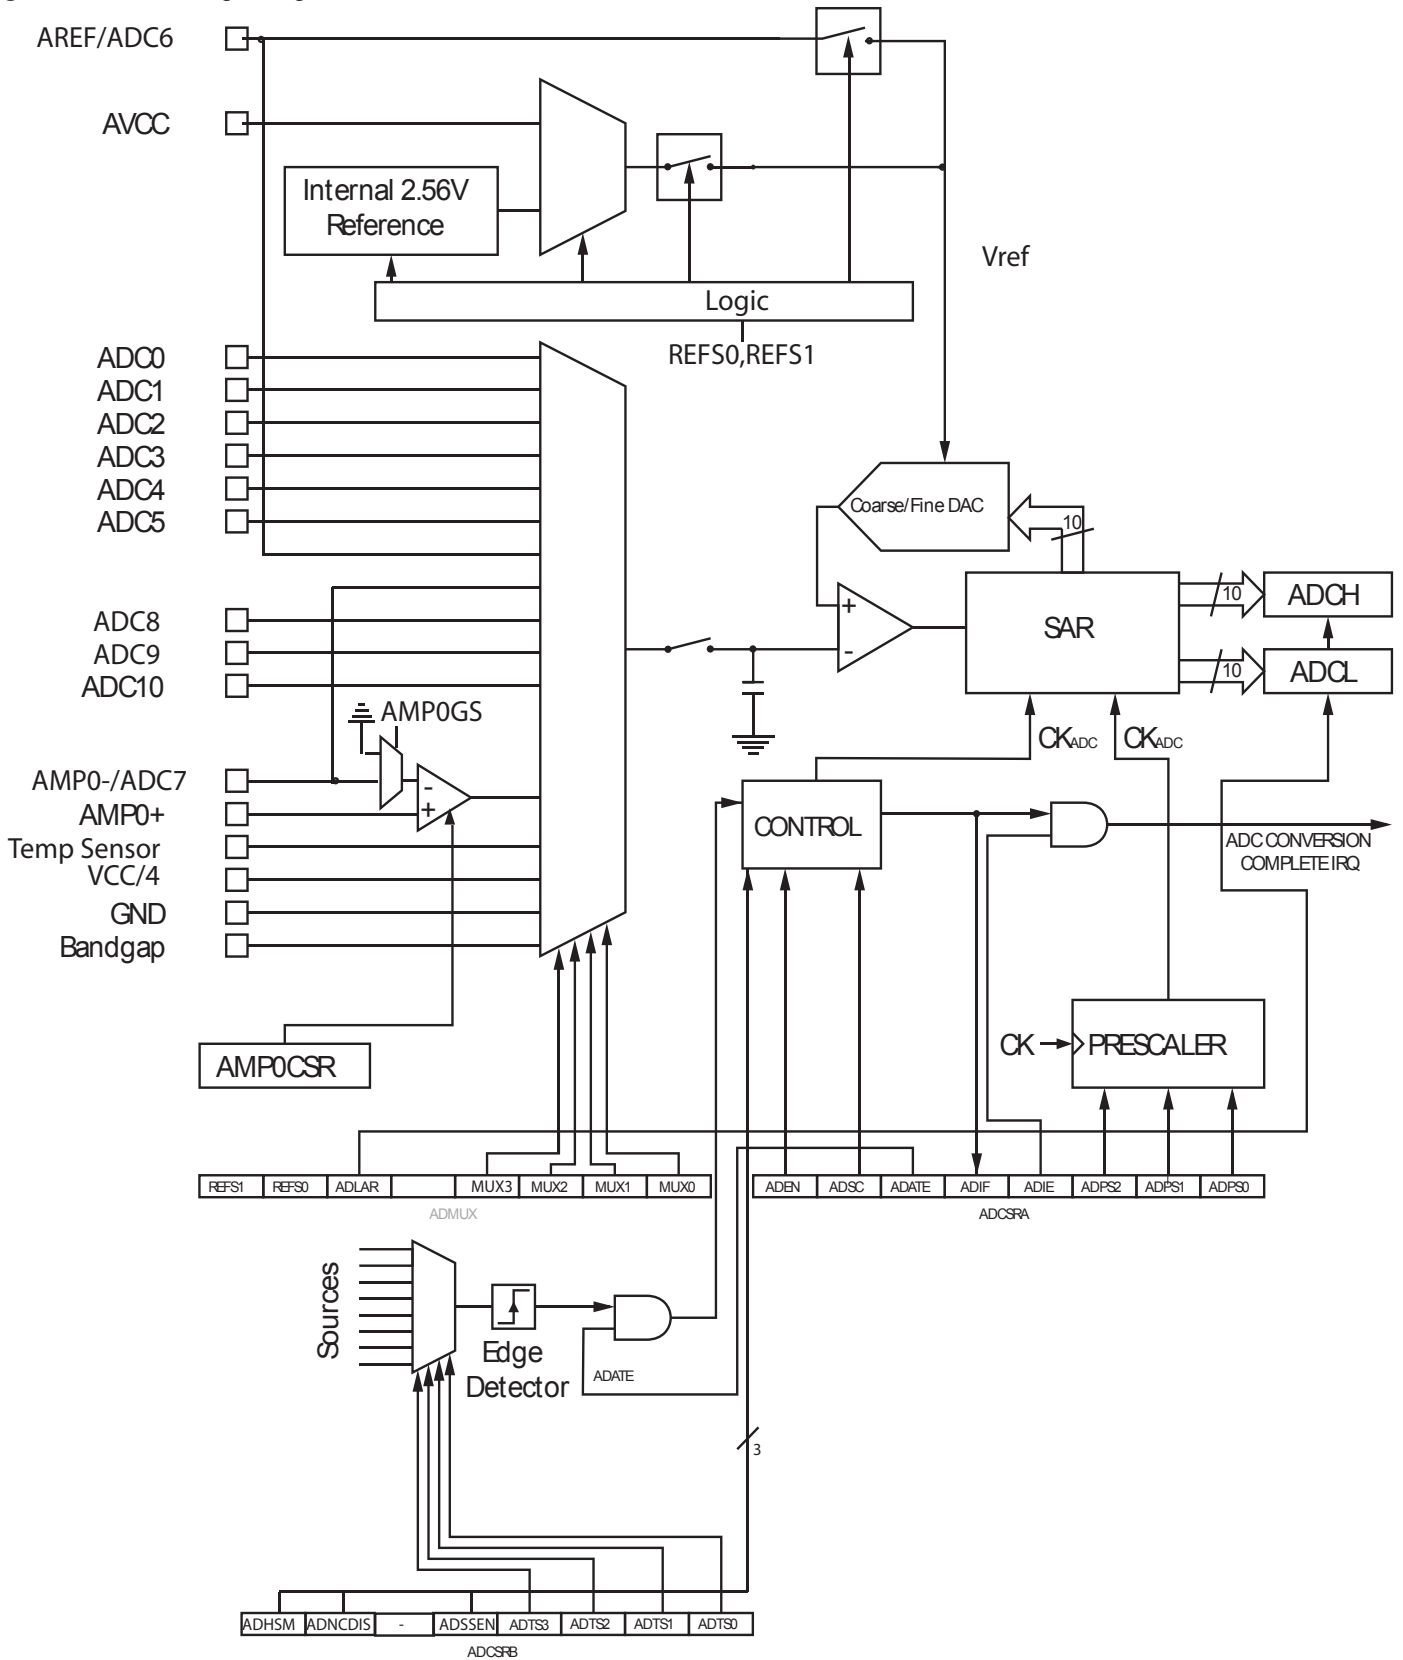 AREF/ADC6
AVCC
Internal 2.56V
Reference
Vref
Logic
REFS0,REFS1
ADC0
ADC1
ADC2
ADC3
ADC4
ADC5
Coarse/Fine DAC
10
+
-
SAR
10
ADCH
10
ADCL
ADC8
ADC9
ADC10
AMP0GS
CKADC
CKADC
AMP0-/ADC7
-
+
AMP0+
Temp Sensor
VCC/4
GND
Bandgap
CONTROL
ADC CONVERSION
COMPLETE IRQ
AMP0CSR
CK
PRESCALER
REFS1 REFS0 ADLAR MUX3 MUX2 MUX1 MUX0
ADMUX
ADEN ADSC ADATE ADIF ADIE ADPS2 ADPS1 ADPS0
ADCSRA
Sources
Edge
Detector
ADATE
3
ADHSM ADNCDIS - ADSSEN ADTS3 ADTS2 ADTS1 ADTS0
ADCSRB